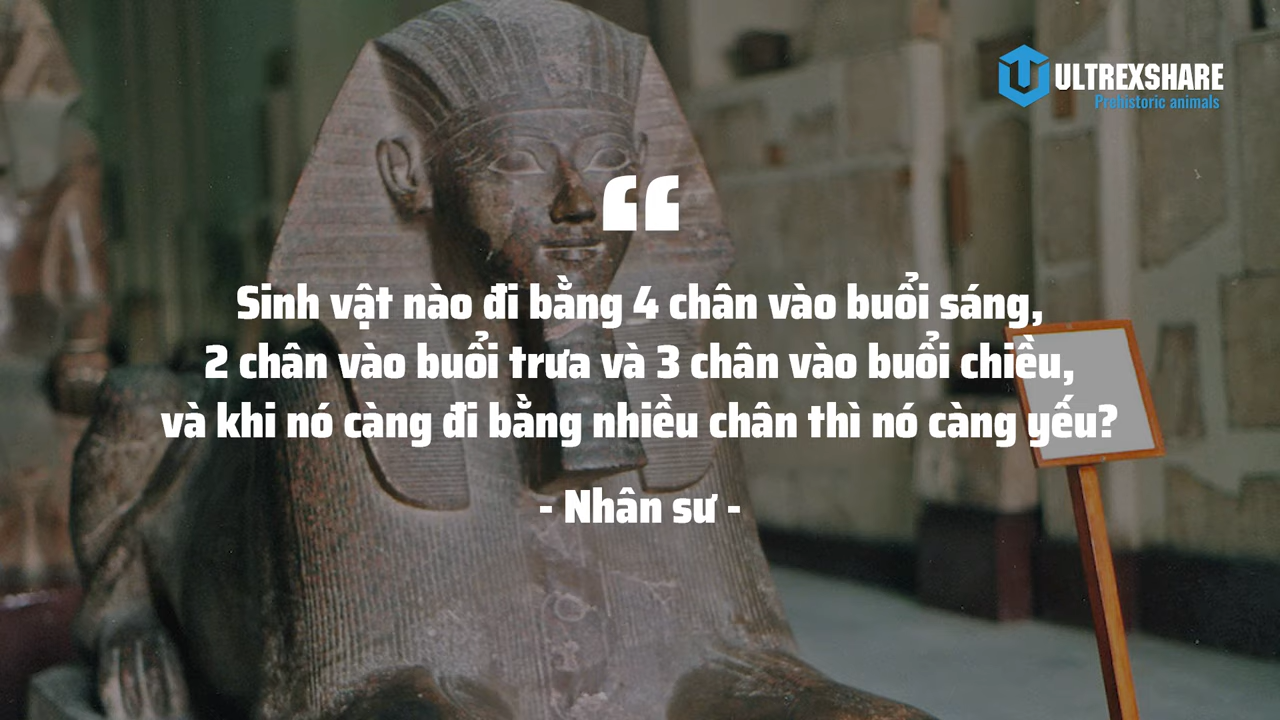 ULTREXSHARE
Prehistoric animals
“
Sinh vật nào đi bằng 4 chân vào buổi sáng,
2 chân vào buổi trưa và 3 chân vào buổi chiều,
và khi nó càng đi bằng nhiều chân thì nó càng yếu?
- Nhân sư -